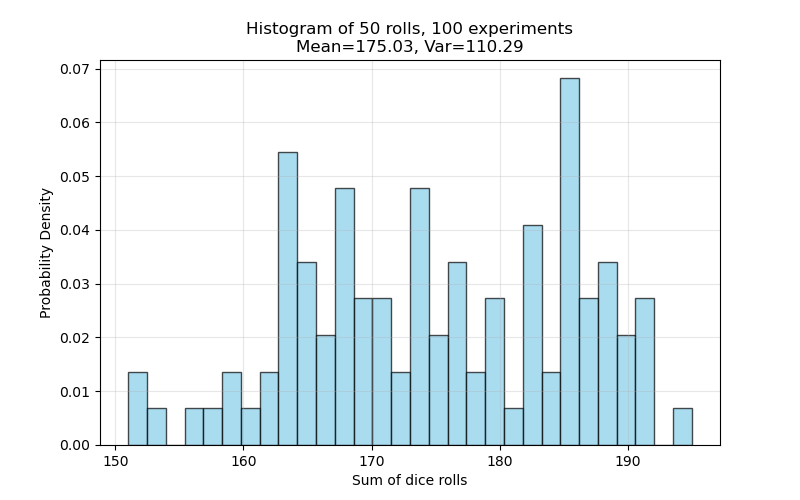 Histogram of 50 rolls, 100 experiments
Mean=175.03, Var=110.29
Probability Density
0.07
0.06
0.05
0.04
0.03
0.02
0.01
0.00
150 160 170 180 190
Sum of dice rolls